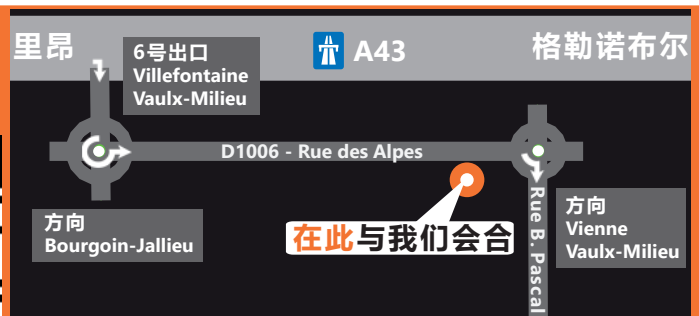 里昂
6号出口
Villefontaine
Vaulx-Milieu
A43
格勒诺布尔
D1006 - Rue des Alpes
方向
Bourgoin-Jallieu
在此与我们会合
Rue B. Pascal
方向
Vienne
Vaulx-Milieu